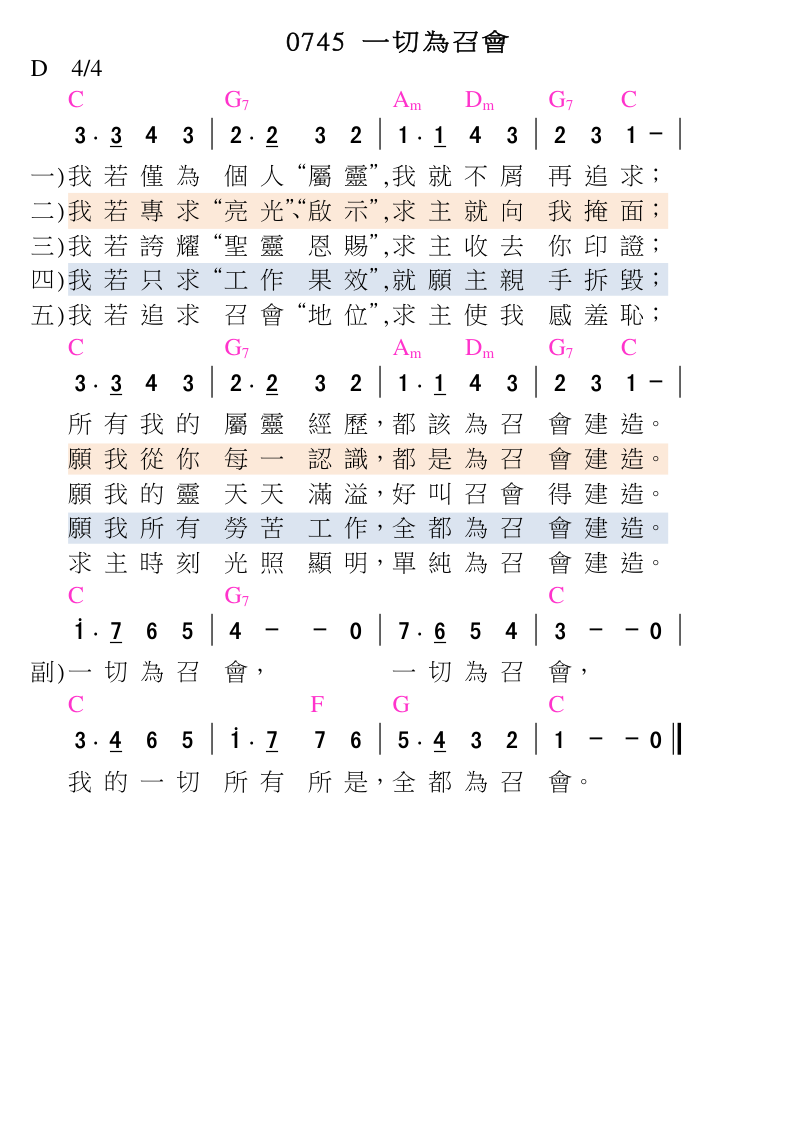 0745 一切為召會
D 4/4
C G7 Am Dm G7 C
3· 3 4 3 | 2· 2 3 2 | 1· 1 4 3 | 2 3 1 − |
一)我若僅為個人“屬靈”,我就不屑再追求；
二)我若專求“亮光”、“啟示”,求主就向我掩面；
三)我若誇耀“聖靈恩賜”,求主收去你印證；
四)我若只求“工作果效”,就願主親手拆毀；
五)我若追求召會“地位”,求主使我感羞恥；
C G7 Am Dm G7 C
3· 3 4 3 | 2· 2 3 2 | 1· 1 4 3 | 2 3 1 − |
所有我的屬靈經歷，都該為召會建造。
願我從你每一認識，都是為召會建造。
願我的靈天天滿溢，好叫召會得建造。
願我所有勞苦工作，全都為召會建造。
求主時刻光照顯明，單純為召會建造。
C G7 C
i· 7 6 5 | 4 − − 0 | 7· 6 5 4 | 3 − − 0 |
副)一切為召會， 一切為召會，
C F G C
3· 4 6 5 | i· 7 7 6 | 5· 4 3 2 | 1 − − 0 ‖
我的一切所有所是，全都為召會。